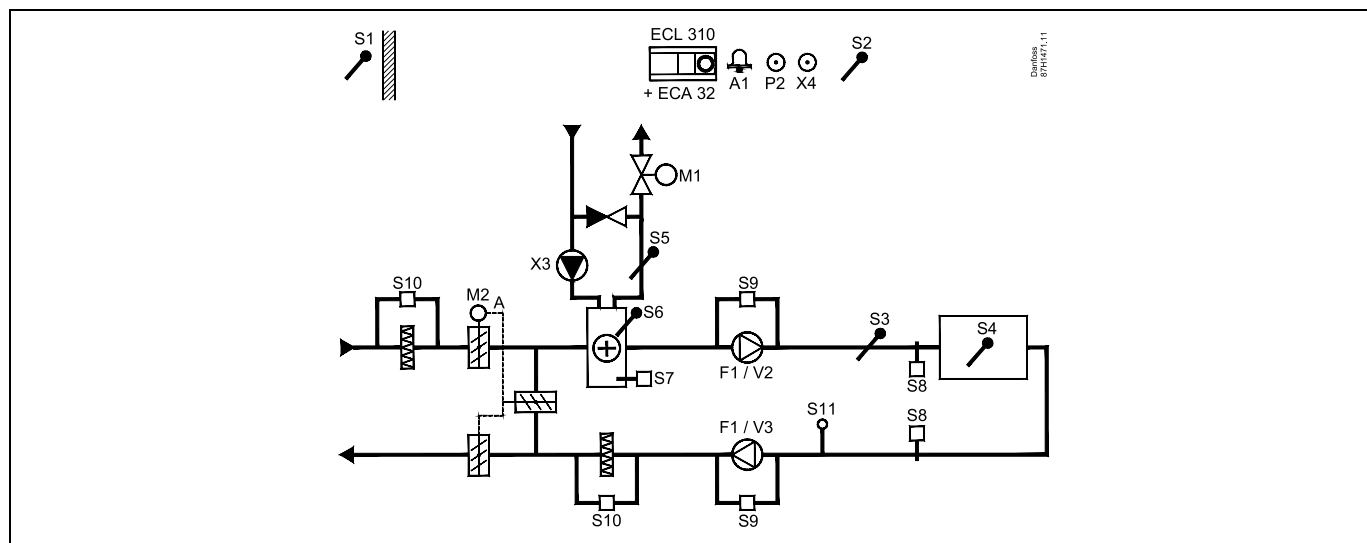 S1
ECL 310
+ ECA 32
A1
P2
X4
S2
Danfoss
87H1471.11
M1
S5
X3
S10
M2
A
S6
S9
S3
S4
F1 / V2
S7
S8
S11
S8
F1 / V3
S10
S9